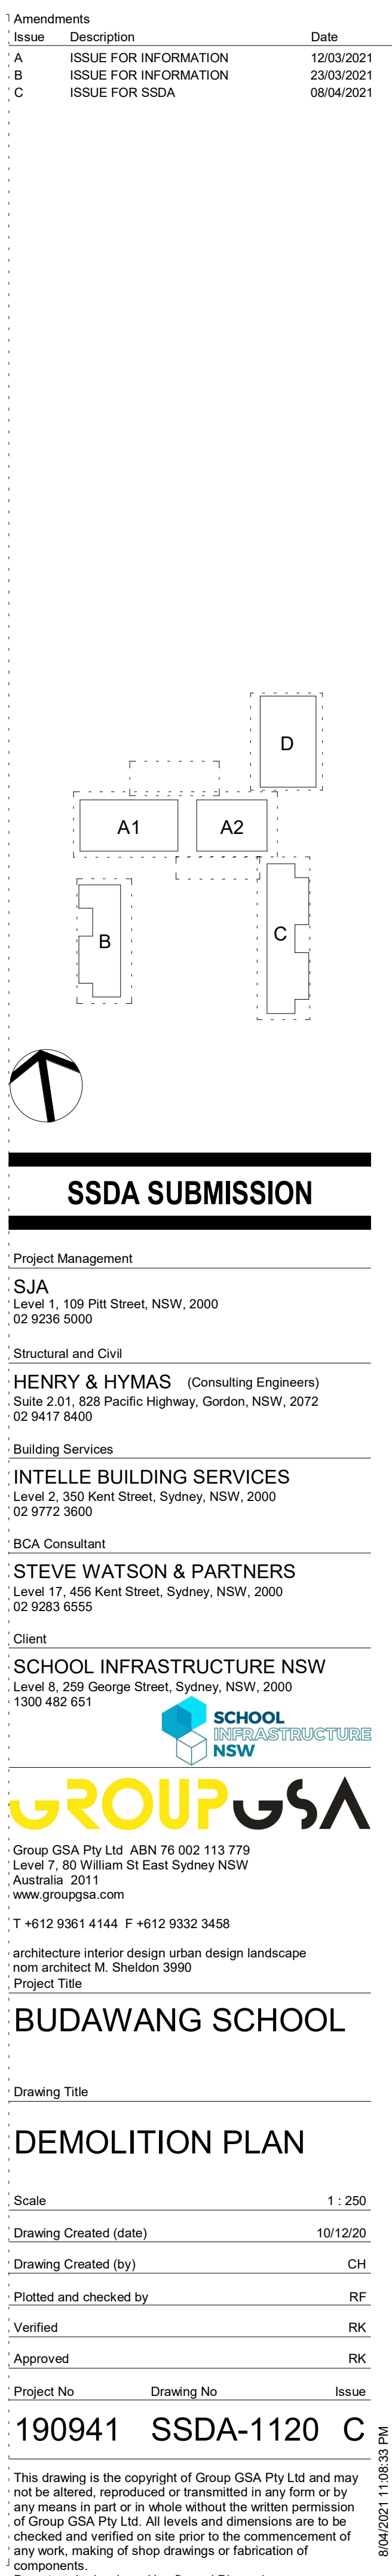 Amendments
Issue Description Date
A ISSUE FOR INFORMATION 12/03/2021
B ISSUE FOR INFORMATION 23/03/2021
C ISSUE FOR SSDA 08/04/2021
D
A1 A2
C
B
SSDA SUBMISSION
Project Management
SJA
Level 1, 109 Pitt Street, NSW, 2000
02 9236 5000
Structural and Civil
HENRY & HYMAS (Consulting Engineers)
Suite 2.01, 828 Pacific Highway, Gordon, NSW, 2072
02 9417 8400
Building Services
INTELLE BUILDING SERVICES
Level 2, 350 Kent Street, Sydney, NSW, 2000
02 9772 3600
BCA Consultant
STEVE WATSON & PARTNERS
Level 17, 456 Kent Street, Sydney, NSW, 2000
02 9283 6555
Client
SCHOOL INFRASTRUCTURE NSW
Level 8, 259 George Street, Sydney, NSW, 2000
1300 482 651
SCHOOL
INFRASTRUCTURE
NSW
GROUPGSA
Group GSA Pty Ltd ABN 76 002 113 779
Level 7, 80 William St East Sydney NSW
Australia 2011
www.groupgsa.com
T +612 9361 4144 F +612 9332 3458
architecture interior design urban design landscape
nom architect M. Sheldon 3990
Project Title
BUDAWANG SCHOOL
Drawing Title
DEMOLITION PLAN
Scale 1 : 250
Drawing Created (date) 10/12/20
Drawing Created (by) CH
Plotted and checked by RF
Verified RK
Approved RK
Project No Drawing No Issue
190941 SSDA-1120 C
8/04/2021 11:08:33 PM
This drawing is the copyright of Group GSA Pty Ltd and may
not be altered, reproduced or transmitted in any form or by
any means in part or in whole without the written permission
of Group GSA Pty Ltd. All levels and dimensions are to be
checked and verified on site prior to the commencement of
any work, making of shop drawings or fabrication of
components.